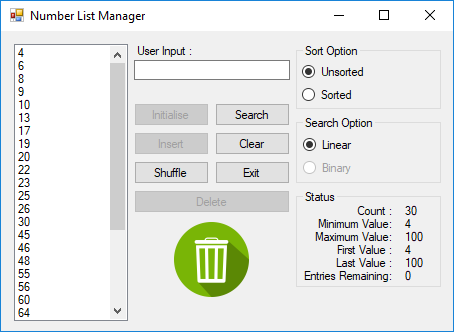 Number List Manager
4
6
8
9
10
13
17
19
20
22
23
25
26
30
45
46
48
55
56
60
64
User Input :
Initialise
Search
Insert
Clear
Shuffle
Exit
Delete
Sort Option
Unsorted
Sorted
Search Option
Linear
Binary
Status
Count : 30
Minimum Value: 4
Maximum Value: 100
First Value : 4
Last Value : 100
Entries Remaining: 0